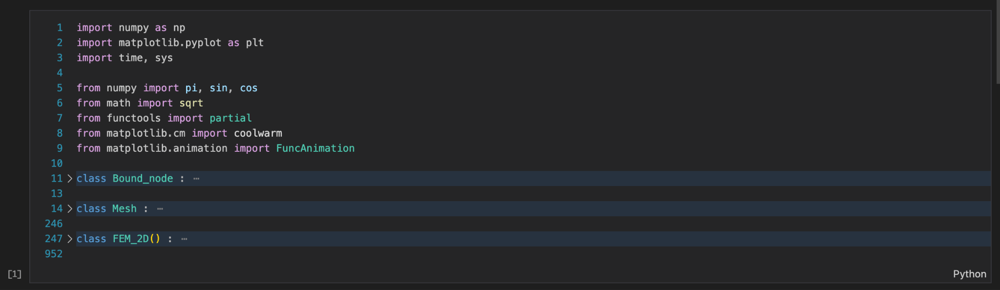 1 import numpy as np
2 import matplotlib.pyplot as plt
3 import time, sys
4
5 from numpy import pi, sin, cos
6 from math import sqrt
7 from functools import partial
8 from matplotlib.cm import coolwarm
9 from matplotlib.animation import FuncAnimation
10
11 > class Bound_node : ⋯
13
14 > class Mesh : ⋯
246
247 > class FEM_2D() : ⋯
952
[1] Python